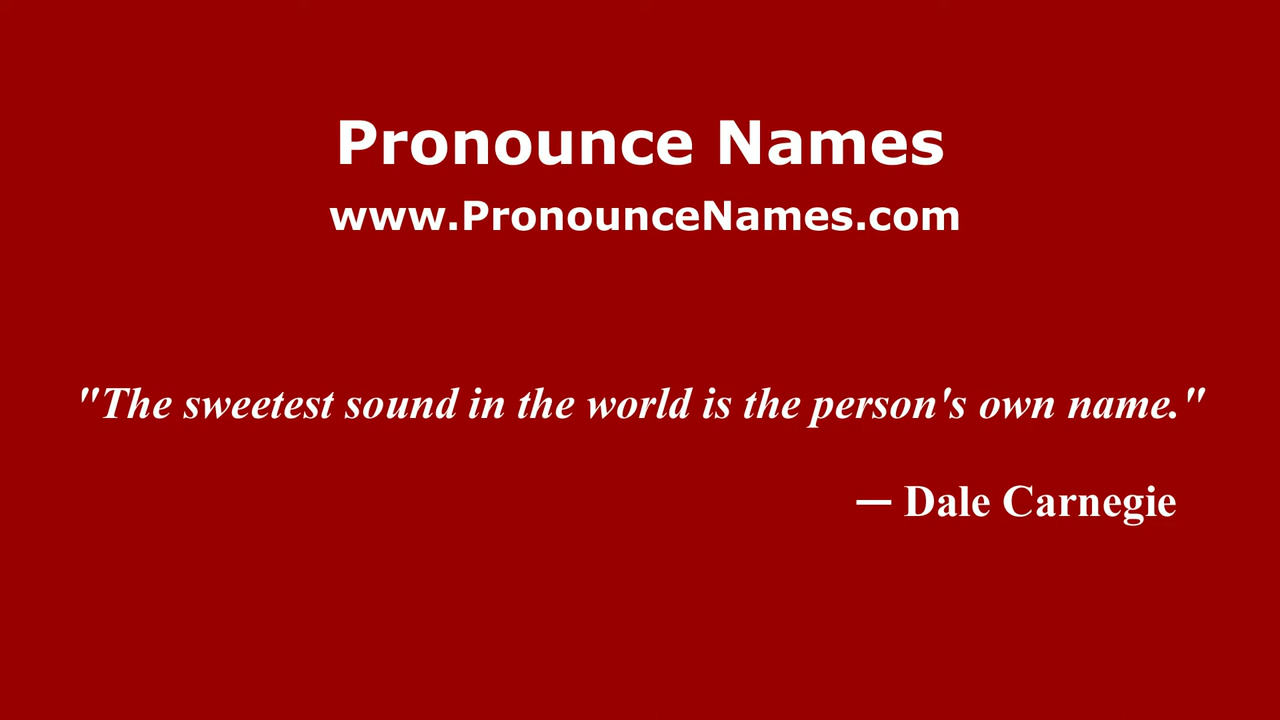 Pronounce Names
www.PronounceNames.com
"The sweetest sound in the world is the person's own name."
— Dale Carnegie